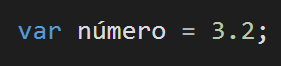 var número = 3.2;